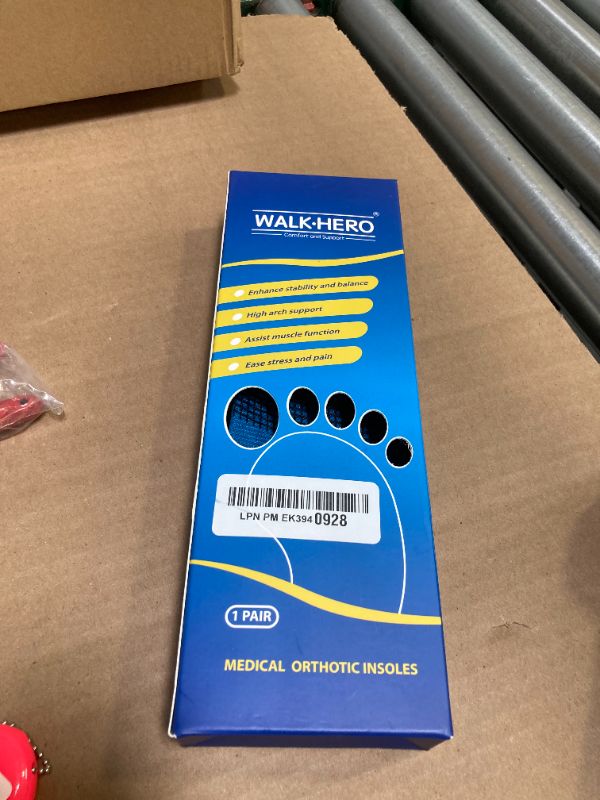 WALK·HERO®
Comfort and Support
Enhance stability and balance
High arch support
Assist muscle function
Ease stress and pain
LPN PM EK3940928
1 PAIR
MEDICAL ORTHOTIC INSOLES